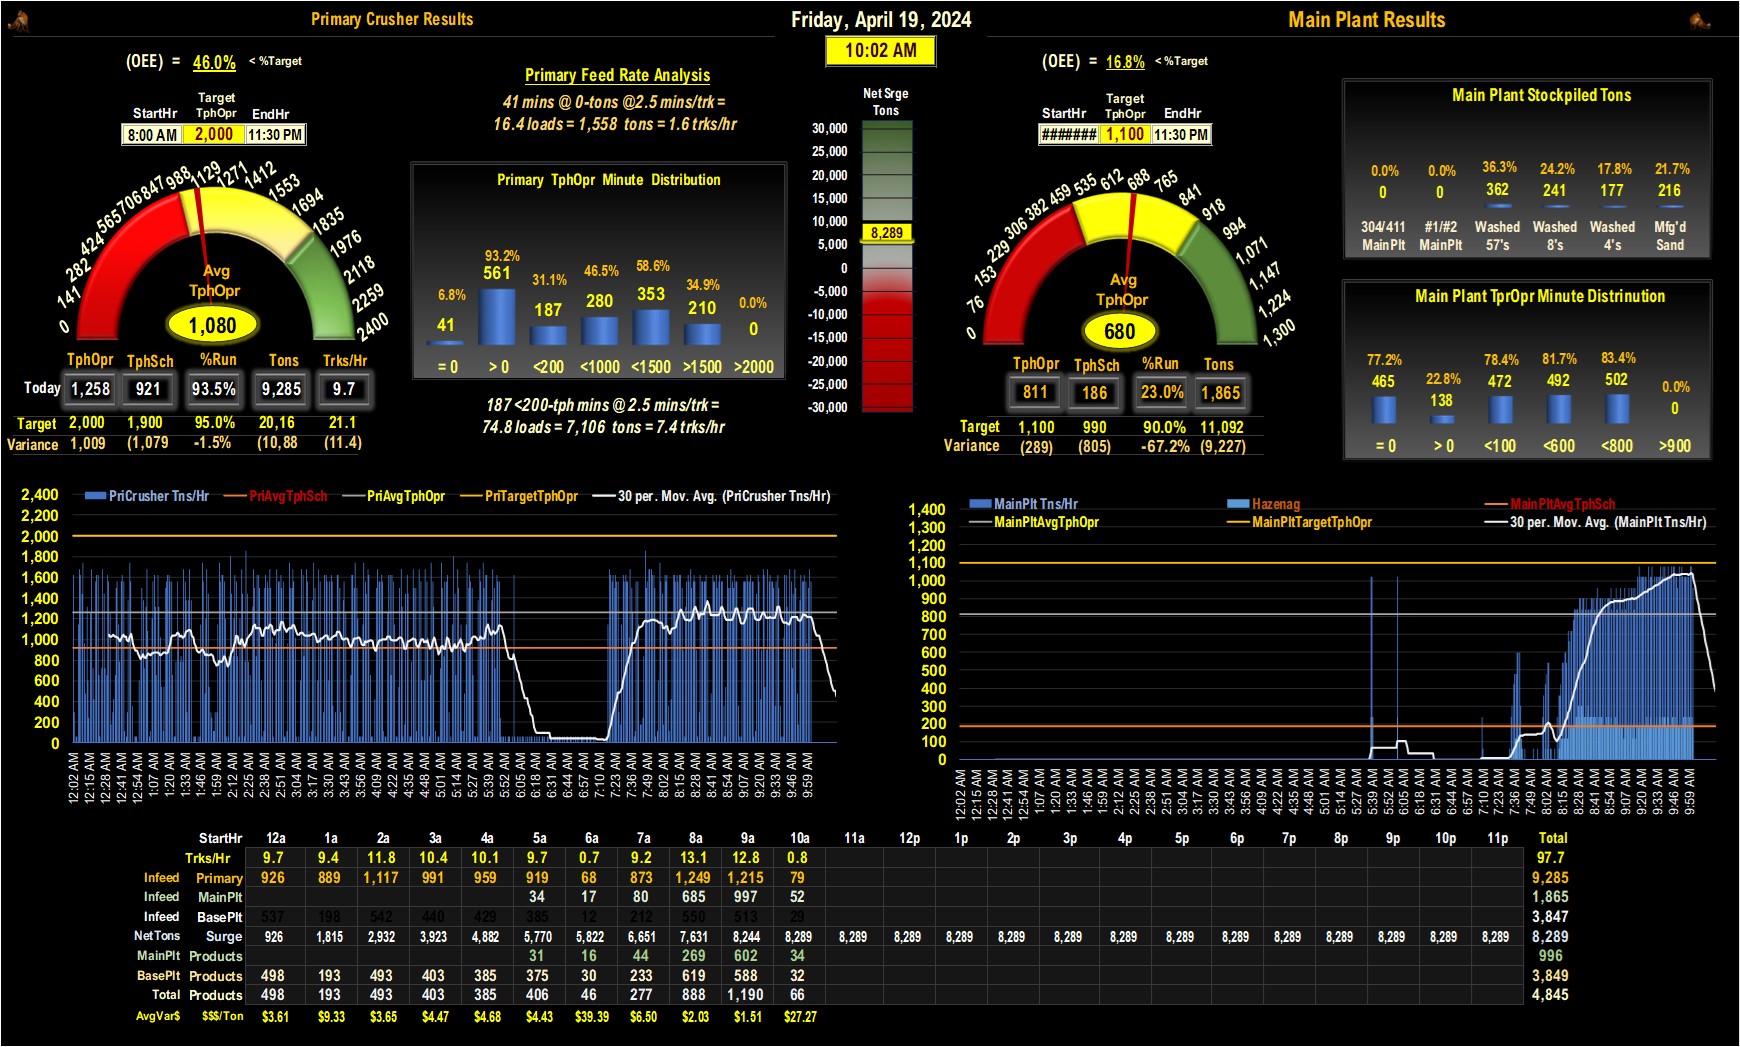 Primary Crusher Results
Friday, April 19, 2024
Main Plant Results
10:02 AM
(OEE) = 46.0% < %Target
StartHr Target TphOpr EndHr
8:00 AM 2,000 11:30 PM
0 141 282 424 565 706 847 988 1129 1271 1412 1553 1694 1835 1976 2118 2259 2400
Avg
TphOpr
1,080
TphOpr TphSch %Run Tons Trks/Hr
Today 1,258 921 93.5% 9,285 9.7
Target 2,000 1,900 95.0% 20,16 21.1
Variance 1,009 (1,079 -1.5% (10,88 (11.4)
Primary Feed Rate Analysis
41 mins @ 0-tons @2.5 mins/trk =
16.4 loads = 1,558 tons = 1.6 trks/hr
Primary TphOpr Minute Distribution
6.8% 93.2% 31.1% 46.5% 58.6% 34.9% 0.0%
41 561 187 280 353 210 0
= 0 > 0 <200 <1000 <1500 >1500 >2000
187 <200-tph mins @ 2.5 mins/trk =
74.8 loads = 7,106 tons = 7.4 trks/hr
Net Srge
Tons
30,000
25,000
20,000
15,000
10,000
8,289
5,000
0
-5,000
-10,000
-15,000
-20,000
-25,000
-30,000
(OEE) = 16.8% < %Target
StartHr Target TphOpr EndHr
####### 1,100 11:30 PM
0 76 153 229 306 382 459 535 612 688 765 841 918 994 1,071 1,147 1,224 1,300
Avg
TphOpr
680
TphOpr TphSch %Run Tons
811 186 23.0% 1,865
Target 1,100 990 90.0% 11,092
Variance (289) (805) -67.2% (9,227)
Main Plant Stockpiled Tons
0.0% 0.0% 36.3% 24.2% 17.8% 21.7%
0 0 362 241 177 216
304/411 #1/#2 Washed Washed Washed Mfg'd
MainPlt MainPlt 57's 8's 4's Sand
Main Plant TprOpr Minute Distrinution
77.2% 22.8% 78.4% 81.7% 83.4% 0.0%
465 138 472 492 502 0
= 0 > 0 <100 <600 <800 >900
PriCrusher Tns/Hr PriAvgTphSch PriAvgTphOpr PriTargetTphOpr 30 per. Mov. Avg. (PriCrusher Tns/Hr)
2,400
2,200
2,000
1,800
1,600
1,400
1,200
1,000
800
600
400
200
0
12:02 AM 12:15 AM 12:28 AM 12:41 AM 12:54 AM 1:07 AM 1:20 AM 1:33 AM 1:46 AM 1:59 AM 2:12 AM 2:25 AM 2:38 AM 2:51 AM 3:04 AM 3:17 AM 3:30 AM 3:43 AM 3:56 AM 4:09 AM 4:22 AM 4:35 AM 4:48 AM 5:01 AM 5:14 AM 5:27 AM 5:39 AM 5:52 AM 6:05 AM 6:18 AM 6:31 AM 6:44 AM 6:57 AM 7:10 AM 7:23 AM 7:36 AM 7:49 AM 8:02 AM 8:15 AM 8:28 AM 8:41 AM 8:54 AM 9:07 AM 9:20 AM 9:33 AM 9:46 AM 9:59 AM
MainPlt Tns/Hr Hazenag MainPltAvgTphSch
MainPltAvgTphOpr MainPltTargetTphOpr 30 per. Mov. Avg. (MainPlt Tns/Hr)
1,400
1,300
1,200
1,100
1,000
900
800
700
600
500
400
300
200
100
0
12:02 AM 12:15 AM 12:28 AM 12:41 AM 12:54 AM 1:07 AM 1:20 AM 1:33 AM 1:46 AM 1:59 AM 2:12 AM 2:25 AM 2:38 AM 2:51 AM 3:04 AM 3:17 AM 3:30 AM 3:43 AM 3:56 AM 4:09 AM 4:22 AM 4:35 AM 4:48 AM 5:01 AM 5:14 AM 5:27 AM 5:39 AM 5:52 AM 6:05 AM 6:18 AM 6:31 AM 6:44 AM 6:57 AM 7:10 AM 7:23 AM 7:36 AM 7:49 AM 8:02 AM 8:15 AM 8:28 AM 8:41 AM 8:54 AM 9:07 AM 9:20 AM 9:33 AM 9:46 AM 9:59 AM
StartHr 12a 1a 2a 3a 4a 5a 6a 7a 8a 9a 10a 11a 12p 1p 2p 3p 4p 5p 6p 7p 8p 9p 10p 11p Total
Trks/Hr 9.7 9.4 11.8 10.4 10.1 9.7 0.7 9.2 13.1 12.8 0.8 97.7
Infeed Primary 926 889 1,117 991 959 919 68 873 1,249 1,215 79 9,285
Infeed MainPlt 34 17 80 685 997 52 1,865
Infeed BasePlt 537 198 542 440 429 385 12 212 550 513 29 3,847
NetTons Surge 926 1,815 2,932 3,923 4,882 5,770 5,822 6,651 7,631 8,244 8,289 8,289 8,289 8,289 8,289 8,289 8,289 8,289 8,289 8,289 8,289 8,289 8,289 8,289 8,289
MainPlt Products 31 16 44 269 602 34 996
BasePlt Products 498 193 493 403 385 375 30 233 619 588 32 3,849
Total Products 498 193 493 403 385 406 46 277 888 1,190 66 4,845
AvgVar$ $$$/Ton $3.61 $9.33 $3.65 $4.47 $4.68 $4.43 $39.39 $6.50 $2.03 $1.51 $27.27